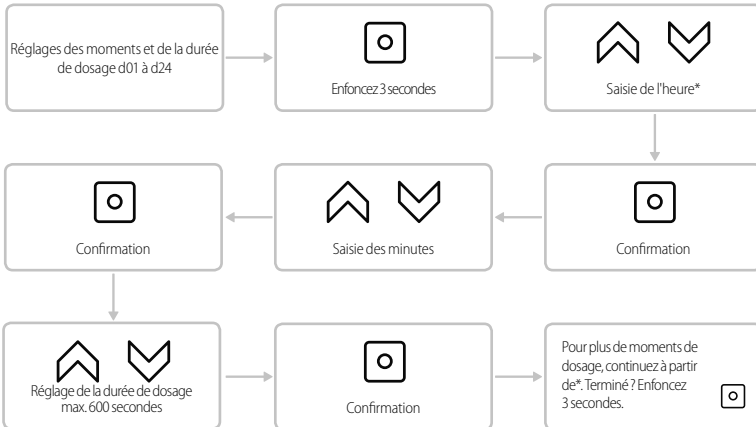 Réglages des moments et de la durée
de dosage d01 à d24
Enfoncez 3 secondes
Saisie de l'heure*
Confirmation
Saisie des minutes
Confirmation
Réglage de la durée de dosage
max. 600 secondes
Confirmation
Pour plus de moments de
dosage, continuez à partir
de*. Terminé ? Enfoncez
3 secondes.